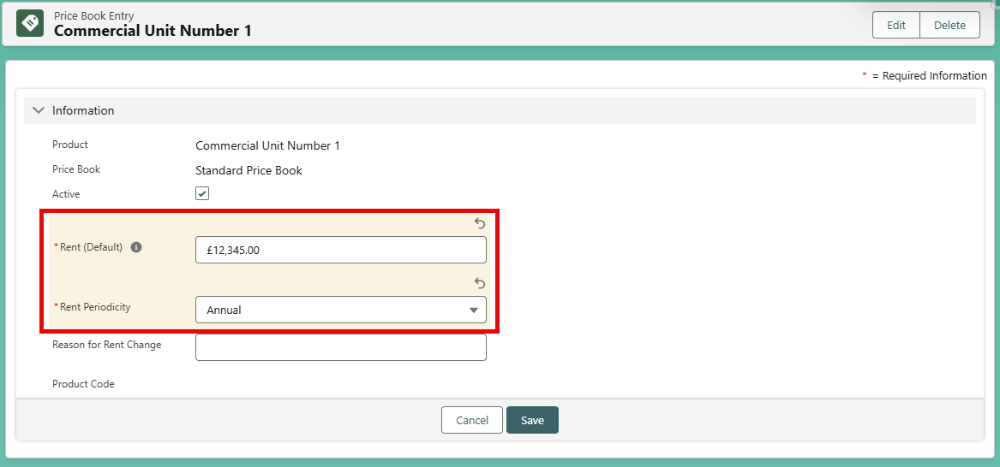 Price Book Entry
Commercial Unit Number 1
Edit
Delete
* = Required Information
Information
Product
Commercial Unit Number 1
Price Book
Standard Price Book
Active
*Rent (Default)
£12,345.00
*Rent Periodicity
Annual
Reason for Rent Change
Product Code
Cancel
Save